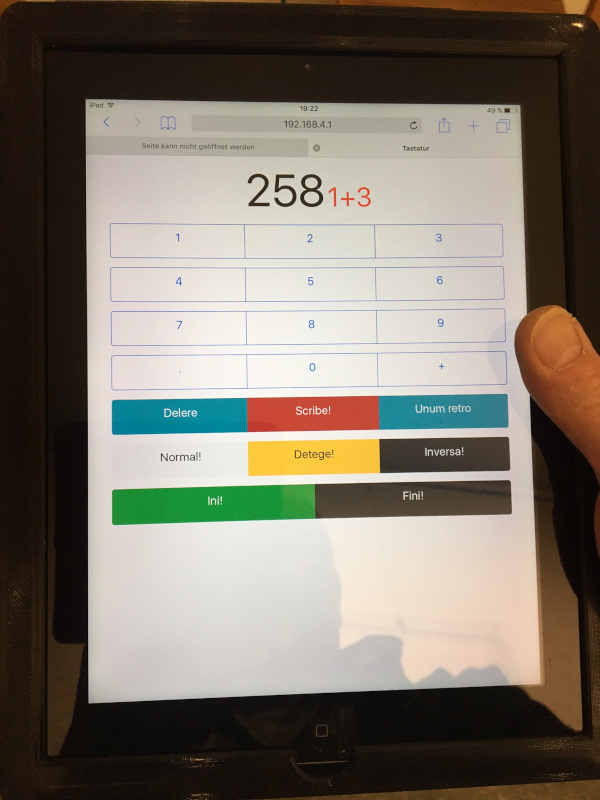 iPad 19:22 49 %
192.168.4.1
Seite kann nicht geöffnet werden Tastatur
258 1+3
1 2 3
4 5 6
7 8 9
. 0 +
Delere Scribe! Unum retro
Normal! Detege! Inversa!
Ini! Fini!